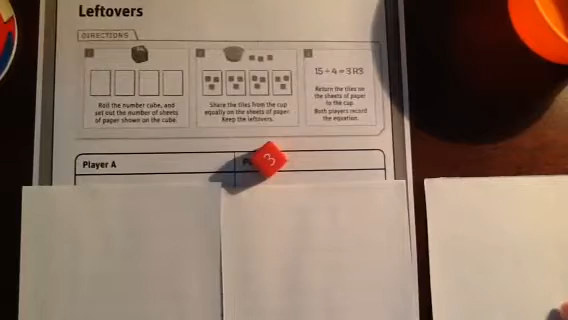 Leftovers
DIRECTIONS
1
2
3
Roll the number cube, and
set out the number of sheets
of paper shown on the cube.
Share the tiles from the cup
equally on the sheets of paper.
Keep the leftovers.
15 ÷ 4 = 3 R3
Return the tiles on
the sheets of paper
to the cup.
Both players record
the equation.
Player A
3